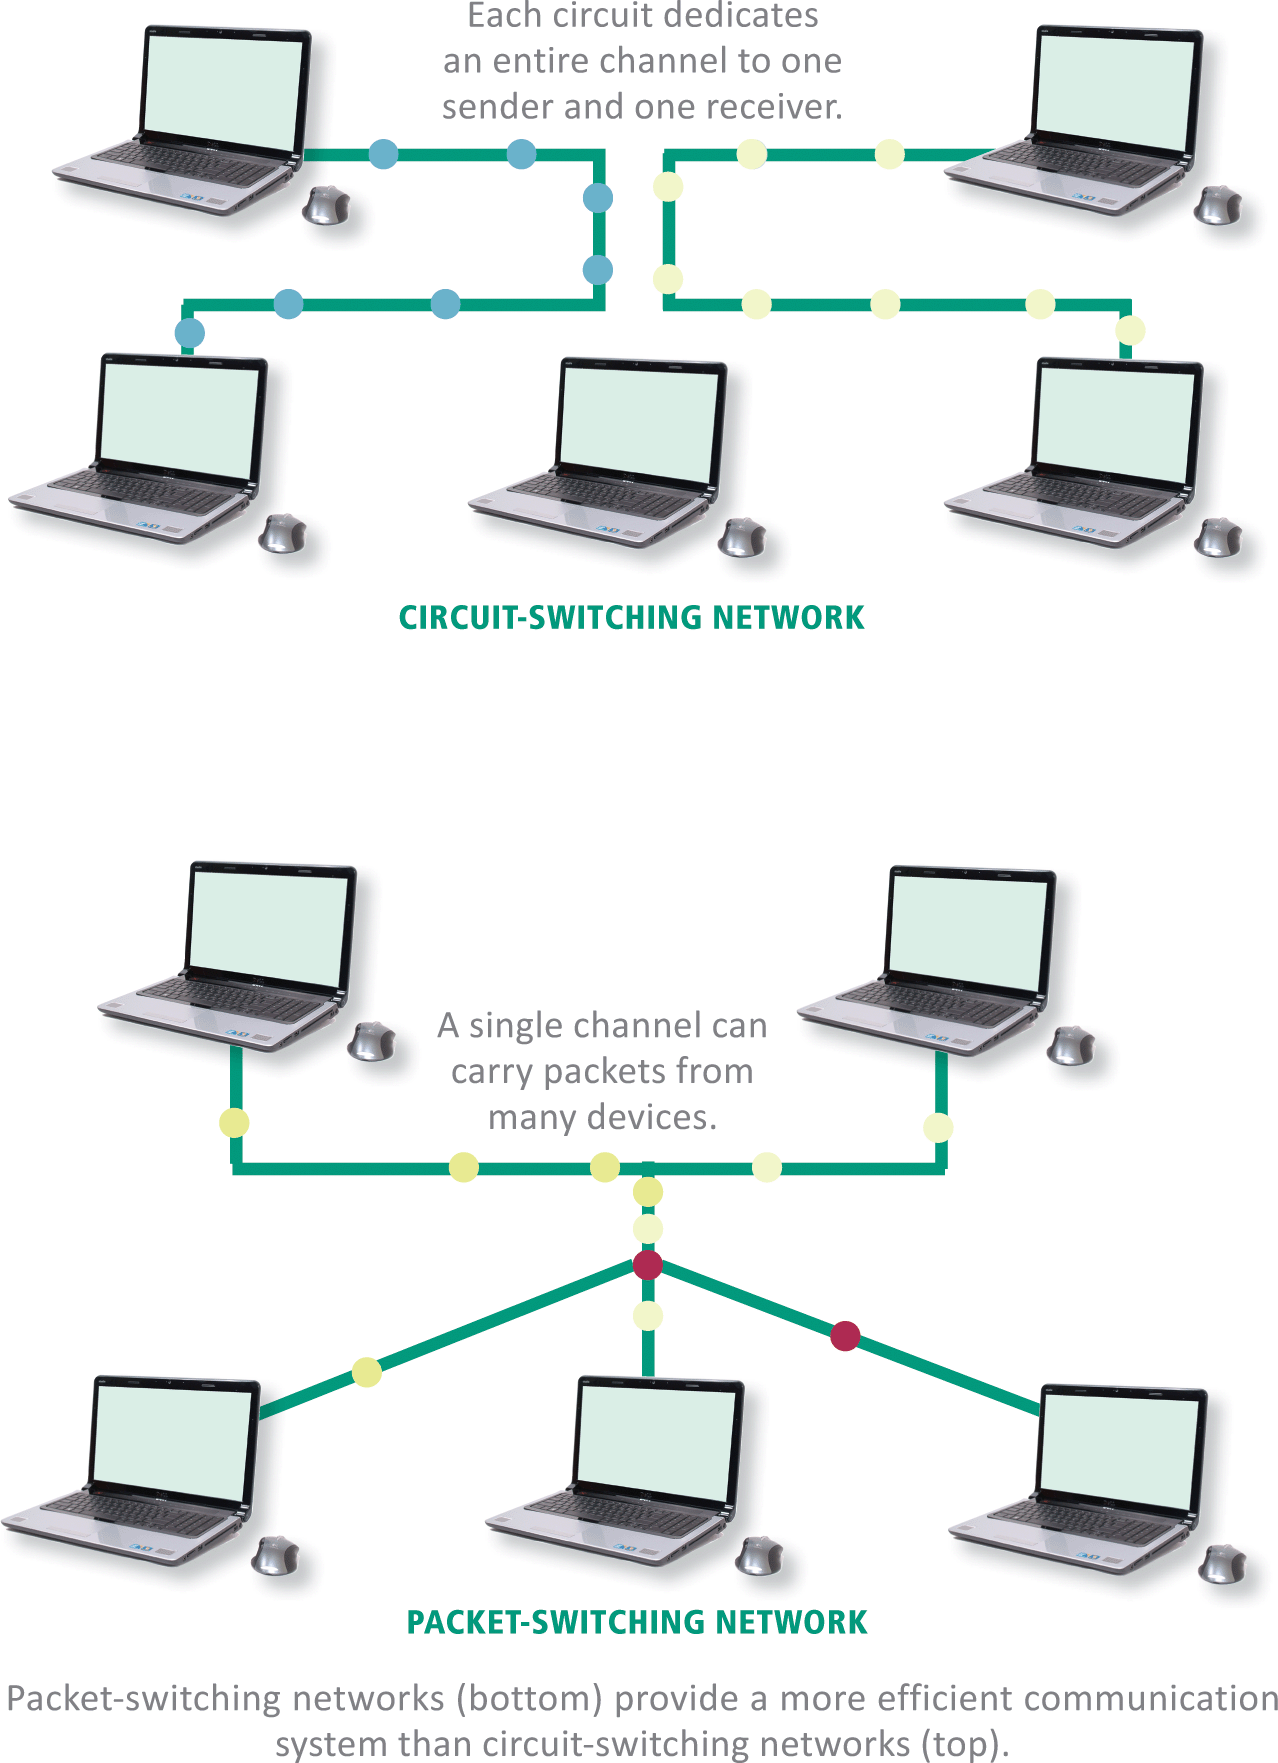 Each circuit dedicates
an entire channel to one
sender and one receiver.
CIRCUIT-SWITCHING NETWORK
A single channel can
carry packets from
many devices.
PACKET-SWITCHING NETWORK
Packet-switching networks (bottom) provide a more efficient communication
system than circuit-switching networks (top).